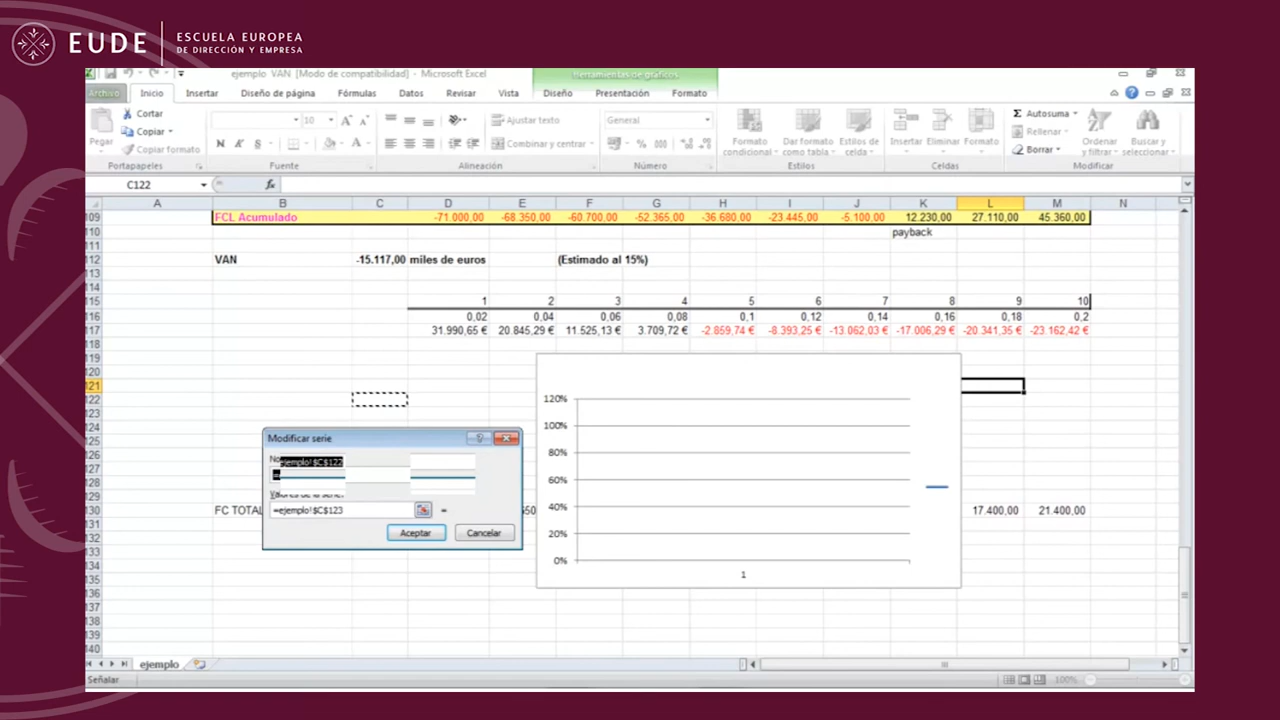 EUDE
ESCUELA EUROPEA
DE DIRECCIÓN Y EMPRESA
ejemplo VAN [Modo de compatibilidad] - Microsoft Excel
Herramientas de gráficos
Archivo Inicio Insertar Diseño de página Fórmulas Datos Revisar Vista Diseño Presentación Formato
Pegar
Cortar
Copiar
Copiar formato
Portapapeles
10
N K S
Fuente
Ajustar texto
Combinar y centrar
Alineación
General
% 000
Número
Formato condicional
Dar formato como tabla
Estilos de celda
Estilos
Insertar Eliminar Formato
Celdas
Autosuma
Rellenar
Borrar
Ordenar y filtrar
Buscar y seleccionar
Modificar
C122 fx
A B C D E F G H I J K L M N
109 FCL Acumulado -71.000,00 -68.350,00 -60.700,00 -52.365,00 -36.680,00 -23.445,00 -5.100,00 12.230,00 27.110,00 45.360,00
110 payback
111
112 VAN -15.117,00 miles de euros (Estimado al 15%)
113
114
115 1 2 3 4 5 6 7 8 9 10
116 0,02 0,04 0,06 0,08 0,1 0,12 0,14 0,16 0,18 0,2
117 31.990,65 € 20.845,29 € 11.525,13 € 3.709,72 € -2.859,74 € -8.393,25 € -13.062,03 € -17.006,29 € -20.341,35 € -23.162,42 €
118
119
120
121
122
123
124
125
126
127
128
129
130 FC TOTAL 17.400,00 21.400,00
131
132
133
134
135
136
137
138
139
140
120%
100%
80%
60%
40%
20%
0%
1
Modificar serie
ejemplo!$C$122
Valores de la serie:
=ejemplo!$C$123 =
Aceptar Cancelar
ejemplo
Señalar 100%